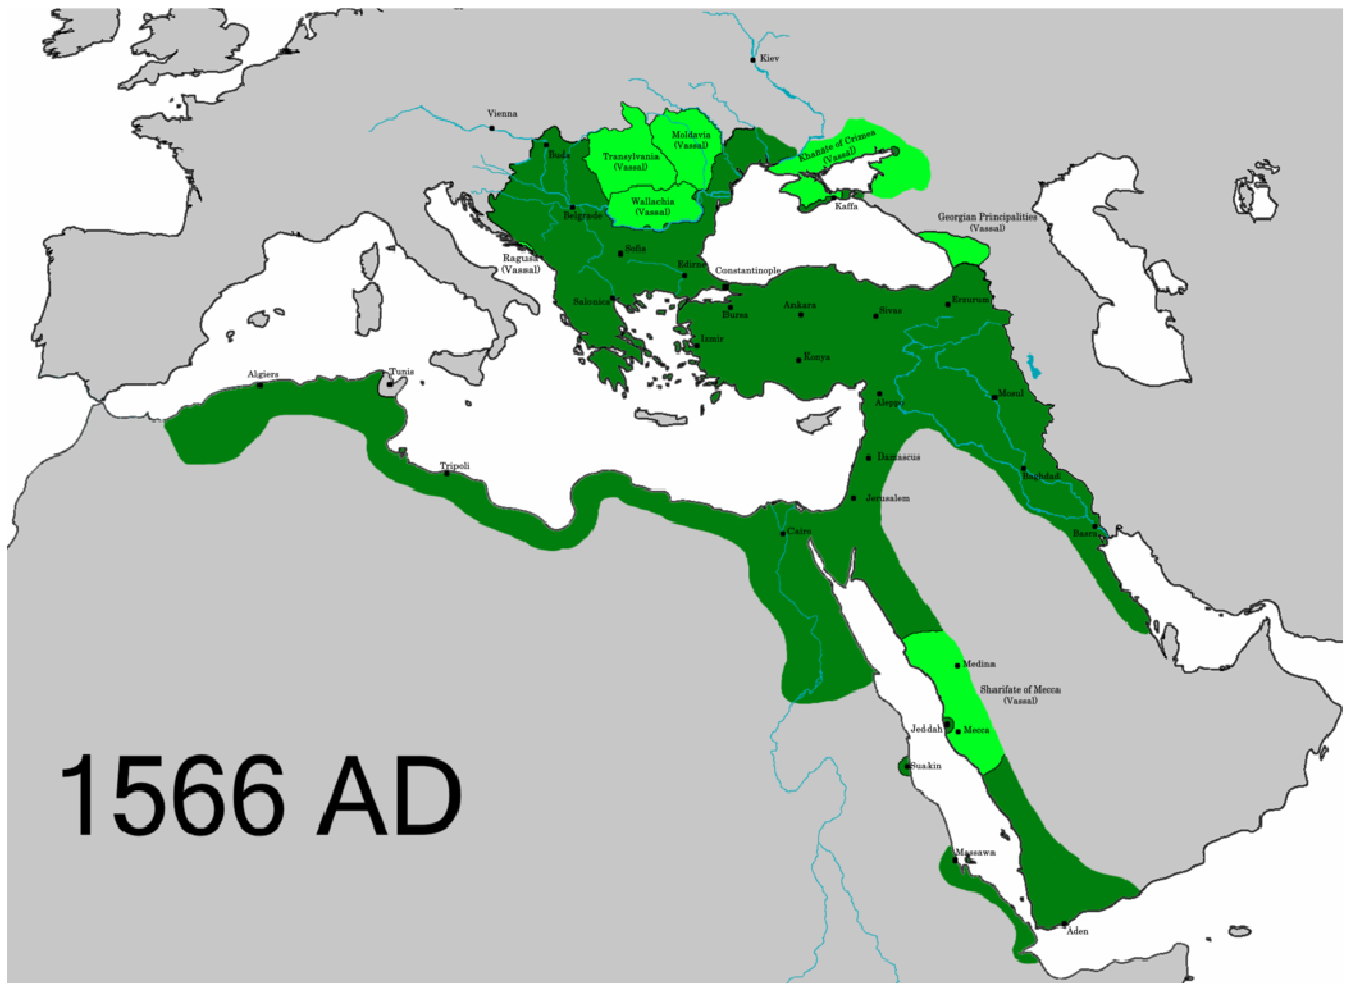 Kiev
Vienna
Moldavia
(Vassal)
Khanate of Crimea
(Vassal)
Buda
Transylvania
(Vassal)
Wallachia
(Vassal)
Belgrade
Kaffa
Georgian Principalities
(Vassal)
Ragusa
(Vassal)
Sofia
Edirne
Constantinople
Salonica
Bursa
Ankara
Sivas
Erzurum
Izmir
Konya
Algiers
Tunis
Aleppo
Mosul
Tripoli
Damascus
Baghdad
Jerusalem
Cairo
Basra
Medina
Sharifate of Mecca
(Vassal)
Jeddah
Mecca
Suakin
1566 AD
Massawa
Aden